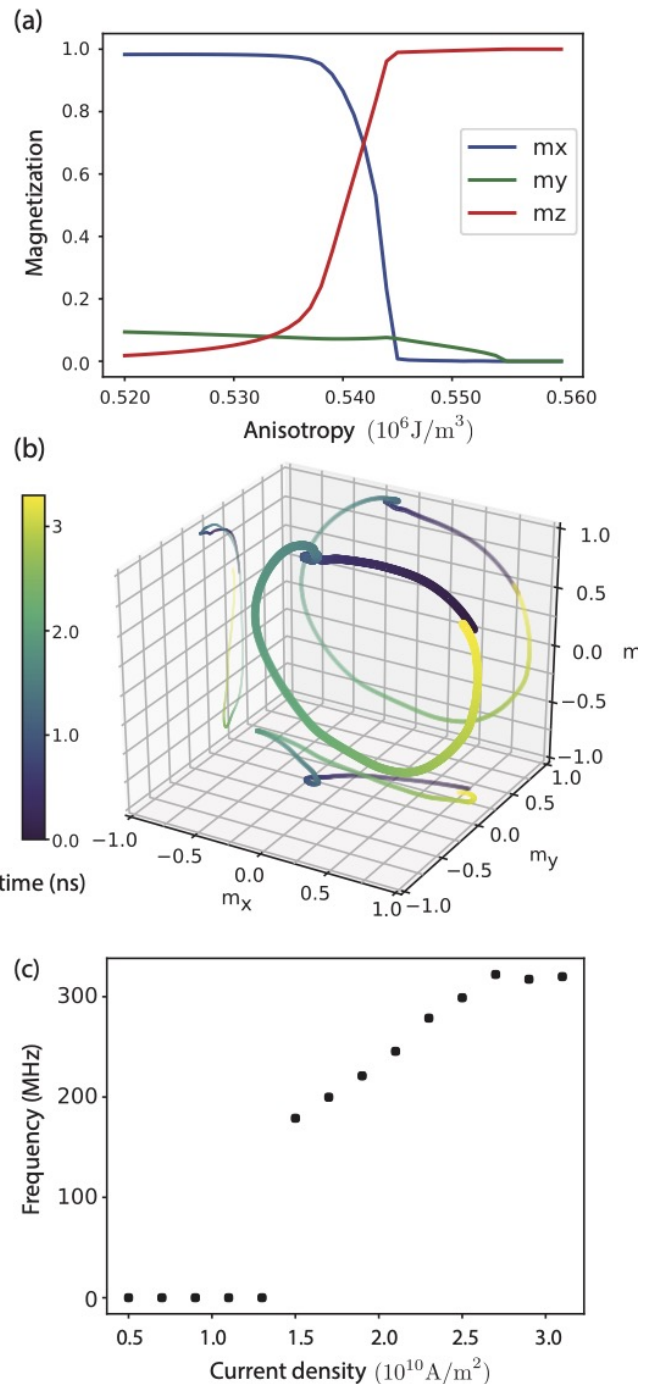 (a)
1.0
0.8
0.6
0.4
0.2
0.0
Magnetization
mx
my
mz
0.520 0.530 0.540 0.550 0.560
Anisotropy (10⁶J/m³)
(b)
3
2.0
1.0
0.0
time (ns)
1.0
0.5
0.0
−0.5
−1.0
m
1.0
0.5
0.0
−0.5
−1.0
m_y
−1.0
−0.5
0.0
0.5
1.0
m_x
(c)
300
200
100
0
Frequency (MHz)
0.5 1.0 1.5 2.0 2.5 3.0
Current density (10¹⁰A/m²)